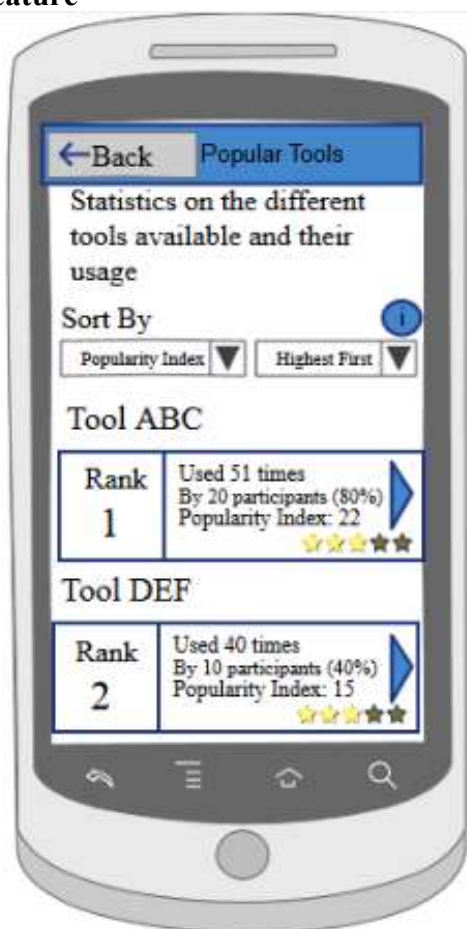 ←Back
Popular Tools
Statistics on the different
tools available and their
usage
Sort By
i
Popularity Index
Highest First
Tool ABC
Rank
1
Used 51 times
By 20 participants (80%)
Popularity Index: 22
Tool DEF
Rank
2
Used 40 times
By 10 participants (40%)
Popularity Index: 15